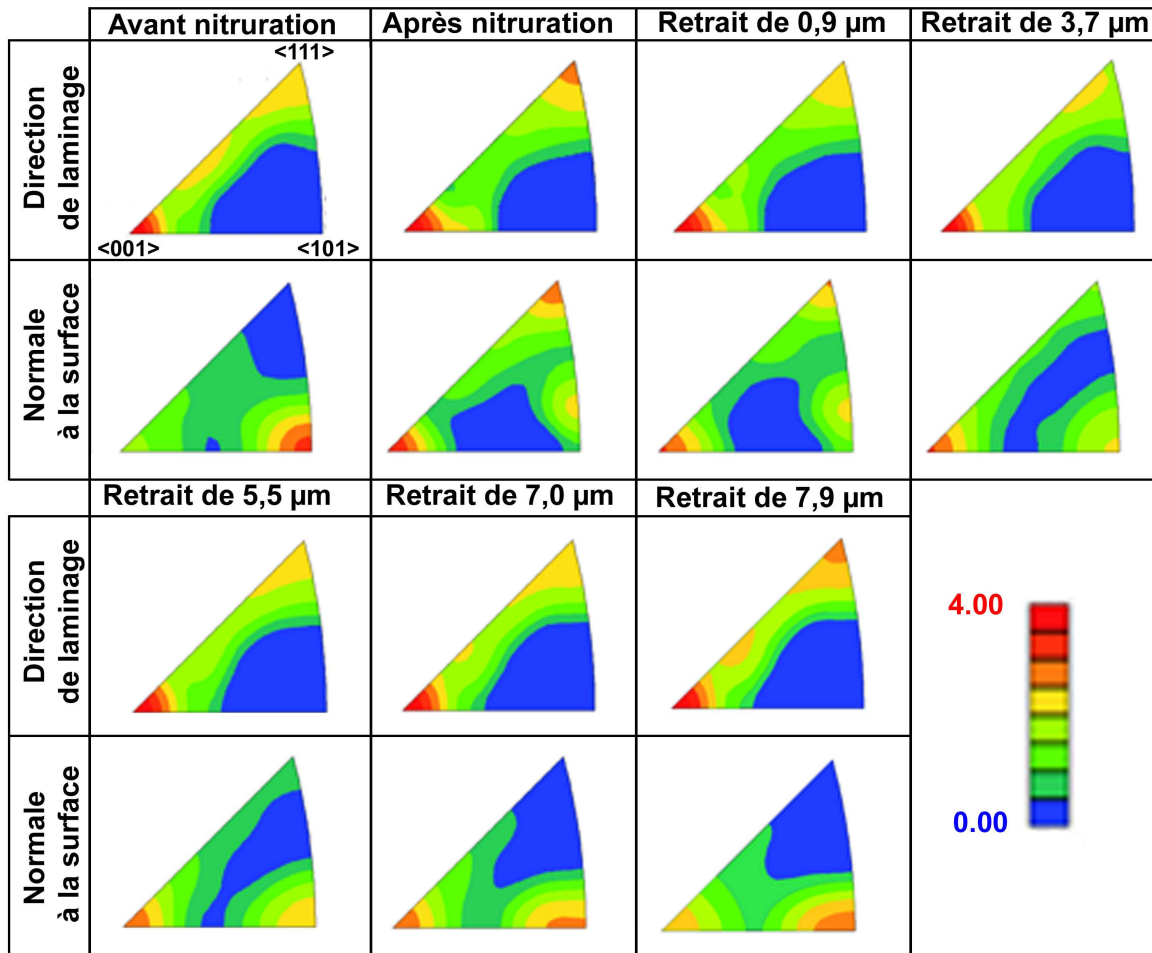 Avant nitruration
Après nitruration
Retrait de 0,9 µm
Retrait de 3,7 µm
Direction
de laminage
<111>
<001>
<101>
Normale
à la surface
Retrait de 5,5 µm
Retrait de 7,0 µm
Retrait de 7,9 µm
Direction
de laminage
4.00
0.00
Normale
à la surface